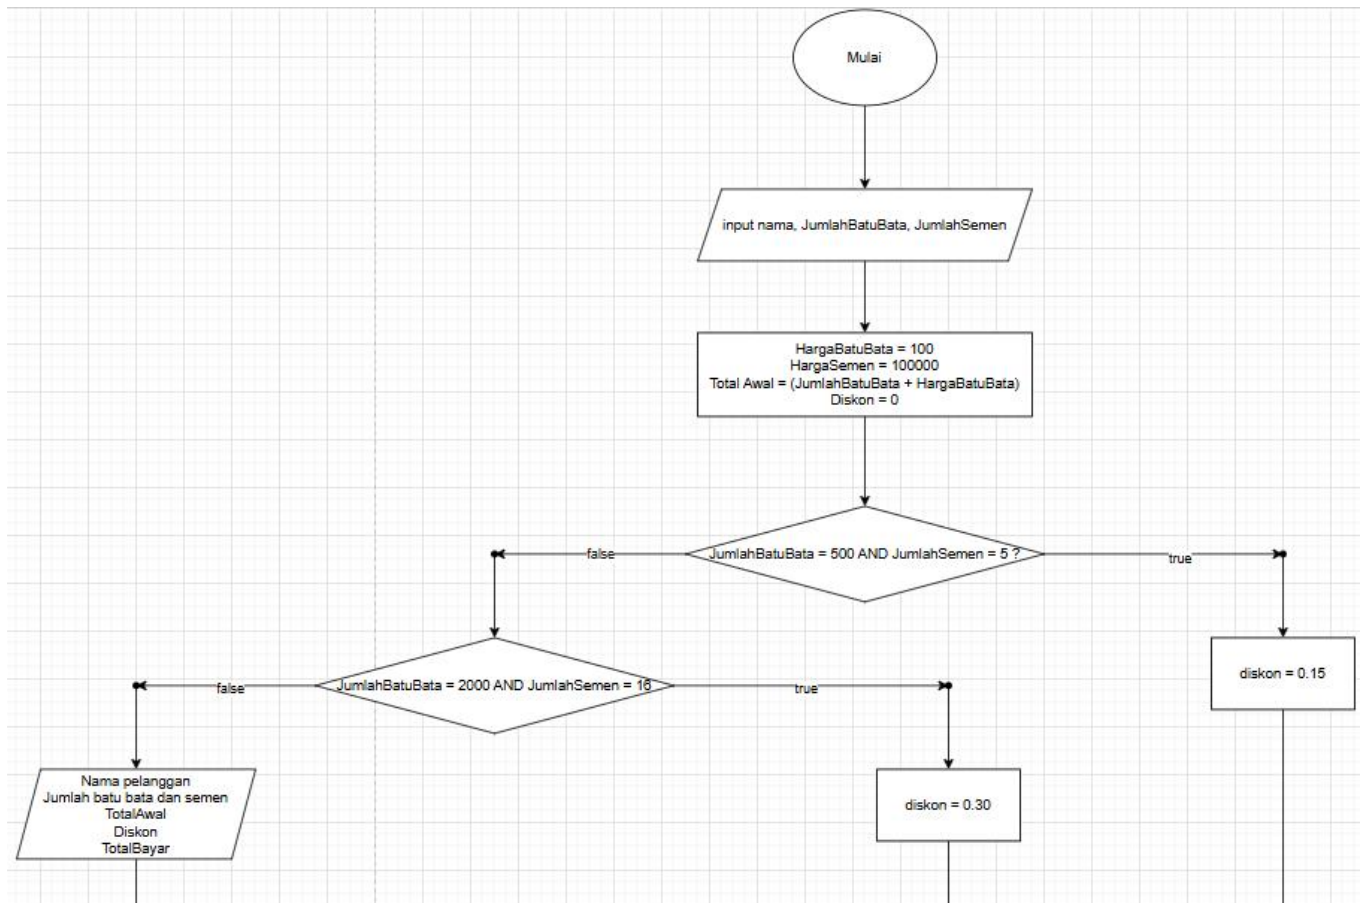 Mulai
input nama, JumlahBatuBata, JumlahSemen
HargaBatuBata = 100
HargaSemen = 100000
Total Awal = (JumlahBatuBata + HargaBatuBata)
Diskon = 0
JumlahBatuBata = 500 AND JumlahSemen = 5 ?
false
true
JumlahBatuBata = 2000 AND JumlahSemen = 16
false
true
diskon = 0.15
Nama pelanggan
Jumlah batu bata dan semen
TotalAwal
Diskon
TotalBayar
diskon = 0.30